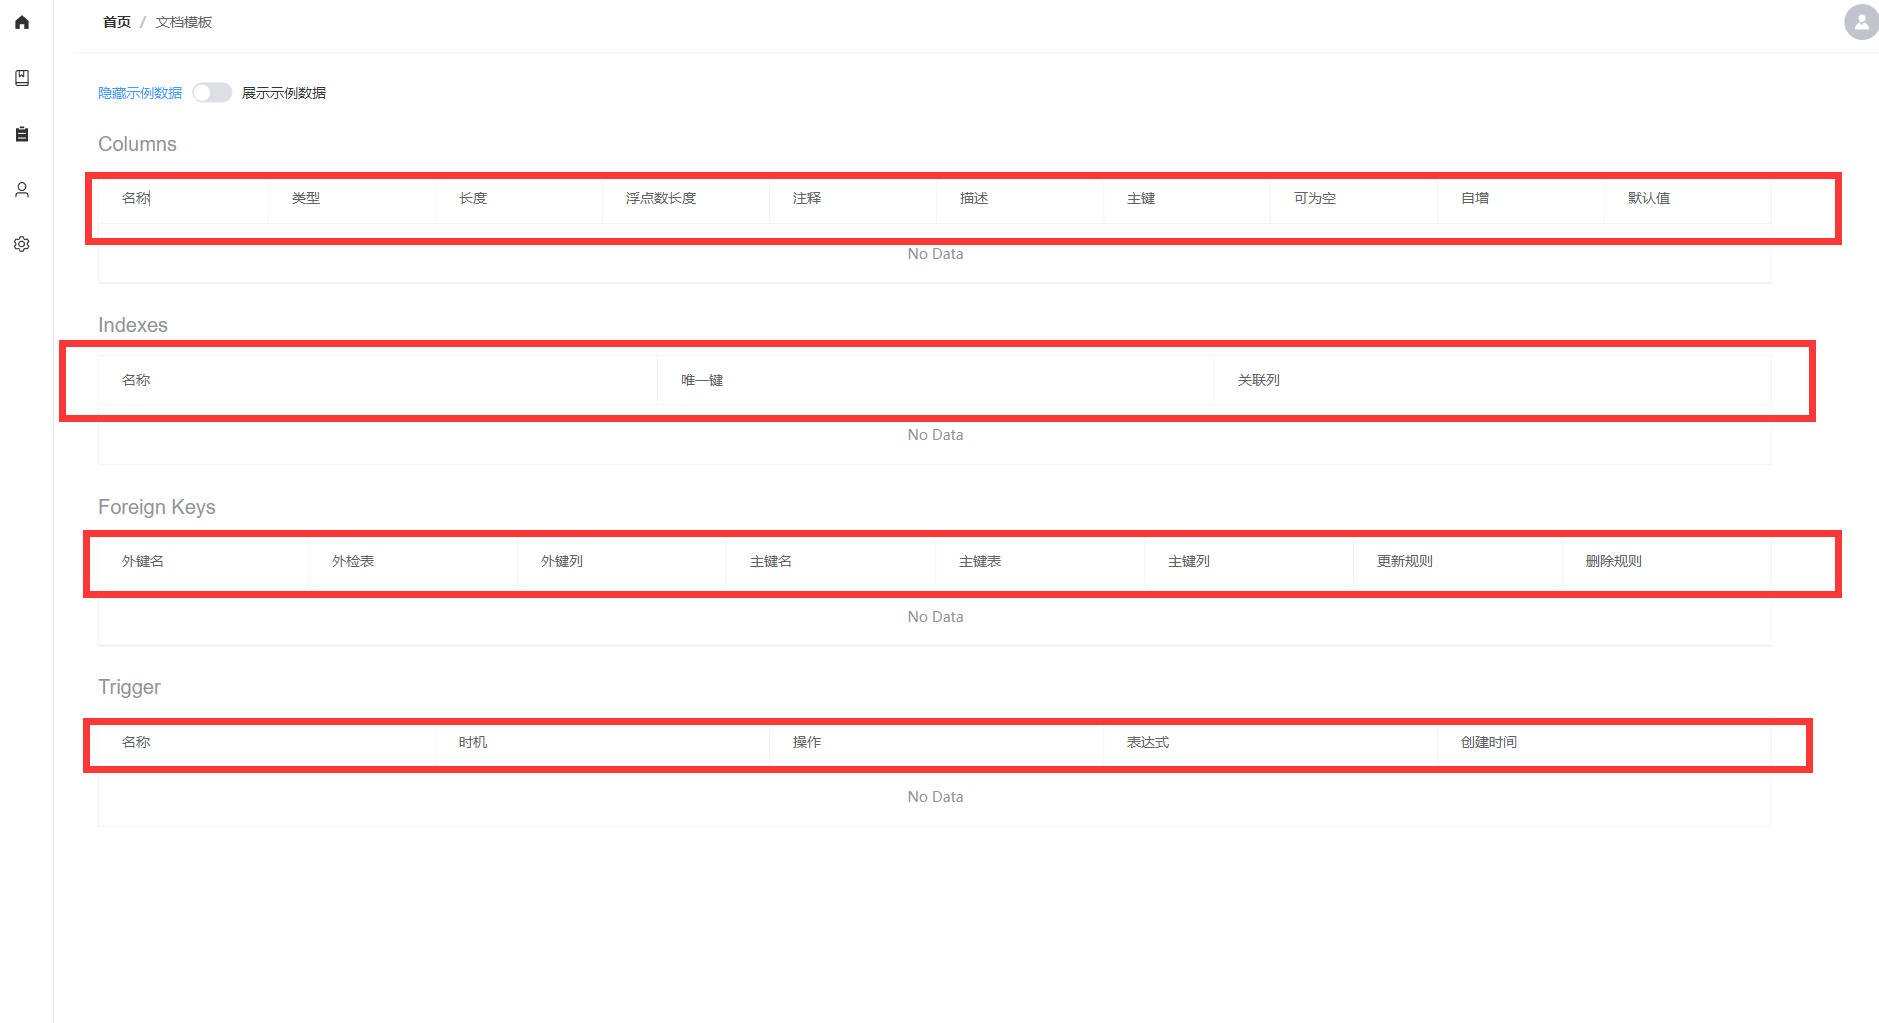 首页 / 文档模板
隐藏示例数据 展示示例数据
Columns
名称 类型 长度 浮点数长度 注释 描述 主键 可为空 自增 默认值
No Data
Indexes
名称 唯一键 关联列
No Data
Foreign Keys
外键名 外检表 外键列 主键名 主键表 主键列 更新规则 删除规则
No Data
Trigger
名称 时机 操作 表达式 创建时间
No Data